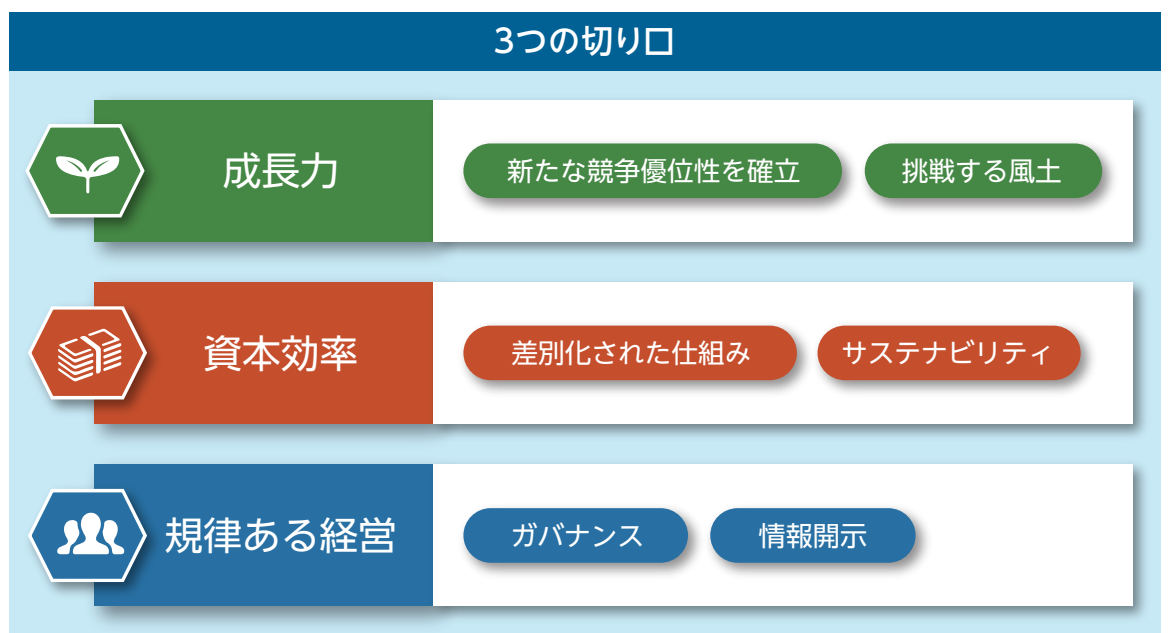 3つの切り口
成長力
新たな競争優位性を確立
挑戦する風土
資本効率
差別化された仕組み
サステナビリティ
規律ある経営
ガバナンス
情報開示